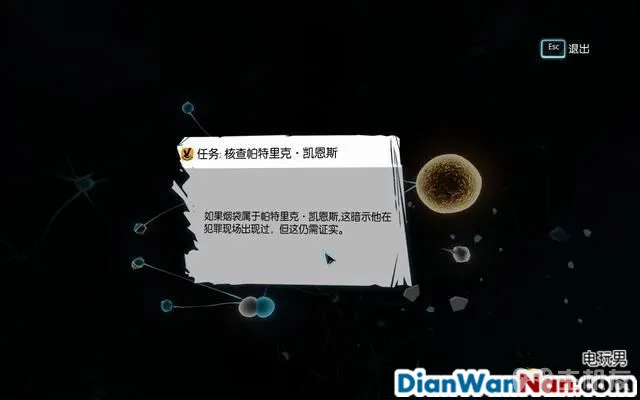 Esc 退出
任务: 核查帕特里克·凯恩斯
如果烟袋属于帕特里克·凯恩斯,这暗示他在
犯罪现场出现过，但这仍需证实。
电玩男
DianWanNan.com